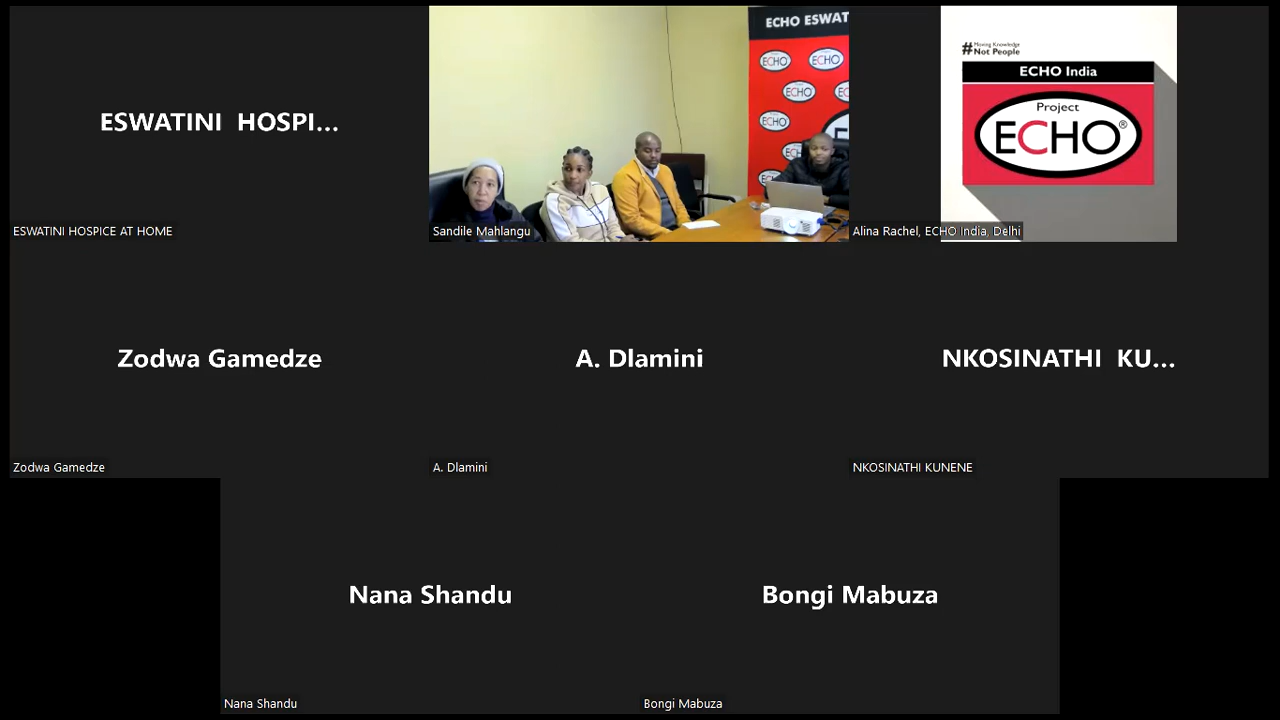 ESWATINI HOSPI...
ESWATINI HOSPICE AT HOME
ECHO ESWAT
ECHO
ECHO
ECHO
ECHO
Sandile Mahlangu
#Moving Knowledge
Not People
ECHO India
Project
ECHO®
Alina Rachel, ECHO India, Delhi
Zodwa Gamedze
Zodwa Gamedze
A. Dlamini
A. Dlamini
NKOSINATHI KU...
NKOSINATHI KUNENE
Nana Shandu
Nana Shandu
Bongi Mabuza
Bongi Mabuza